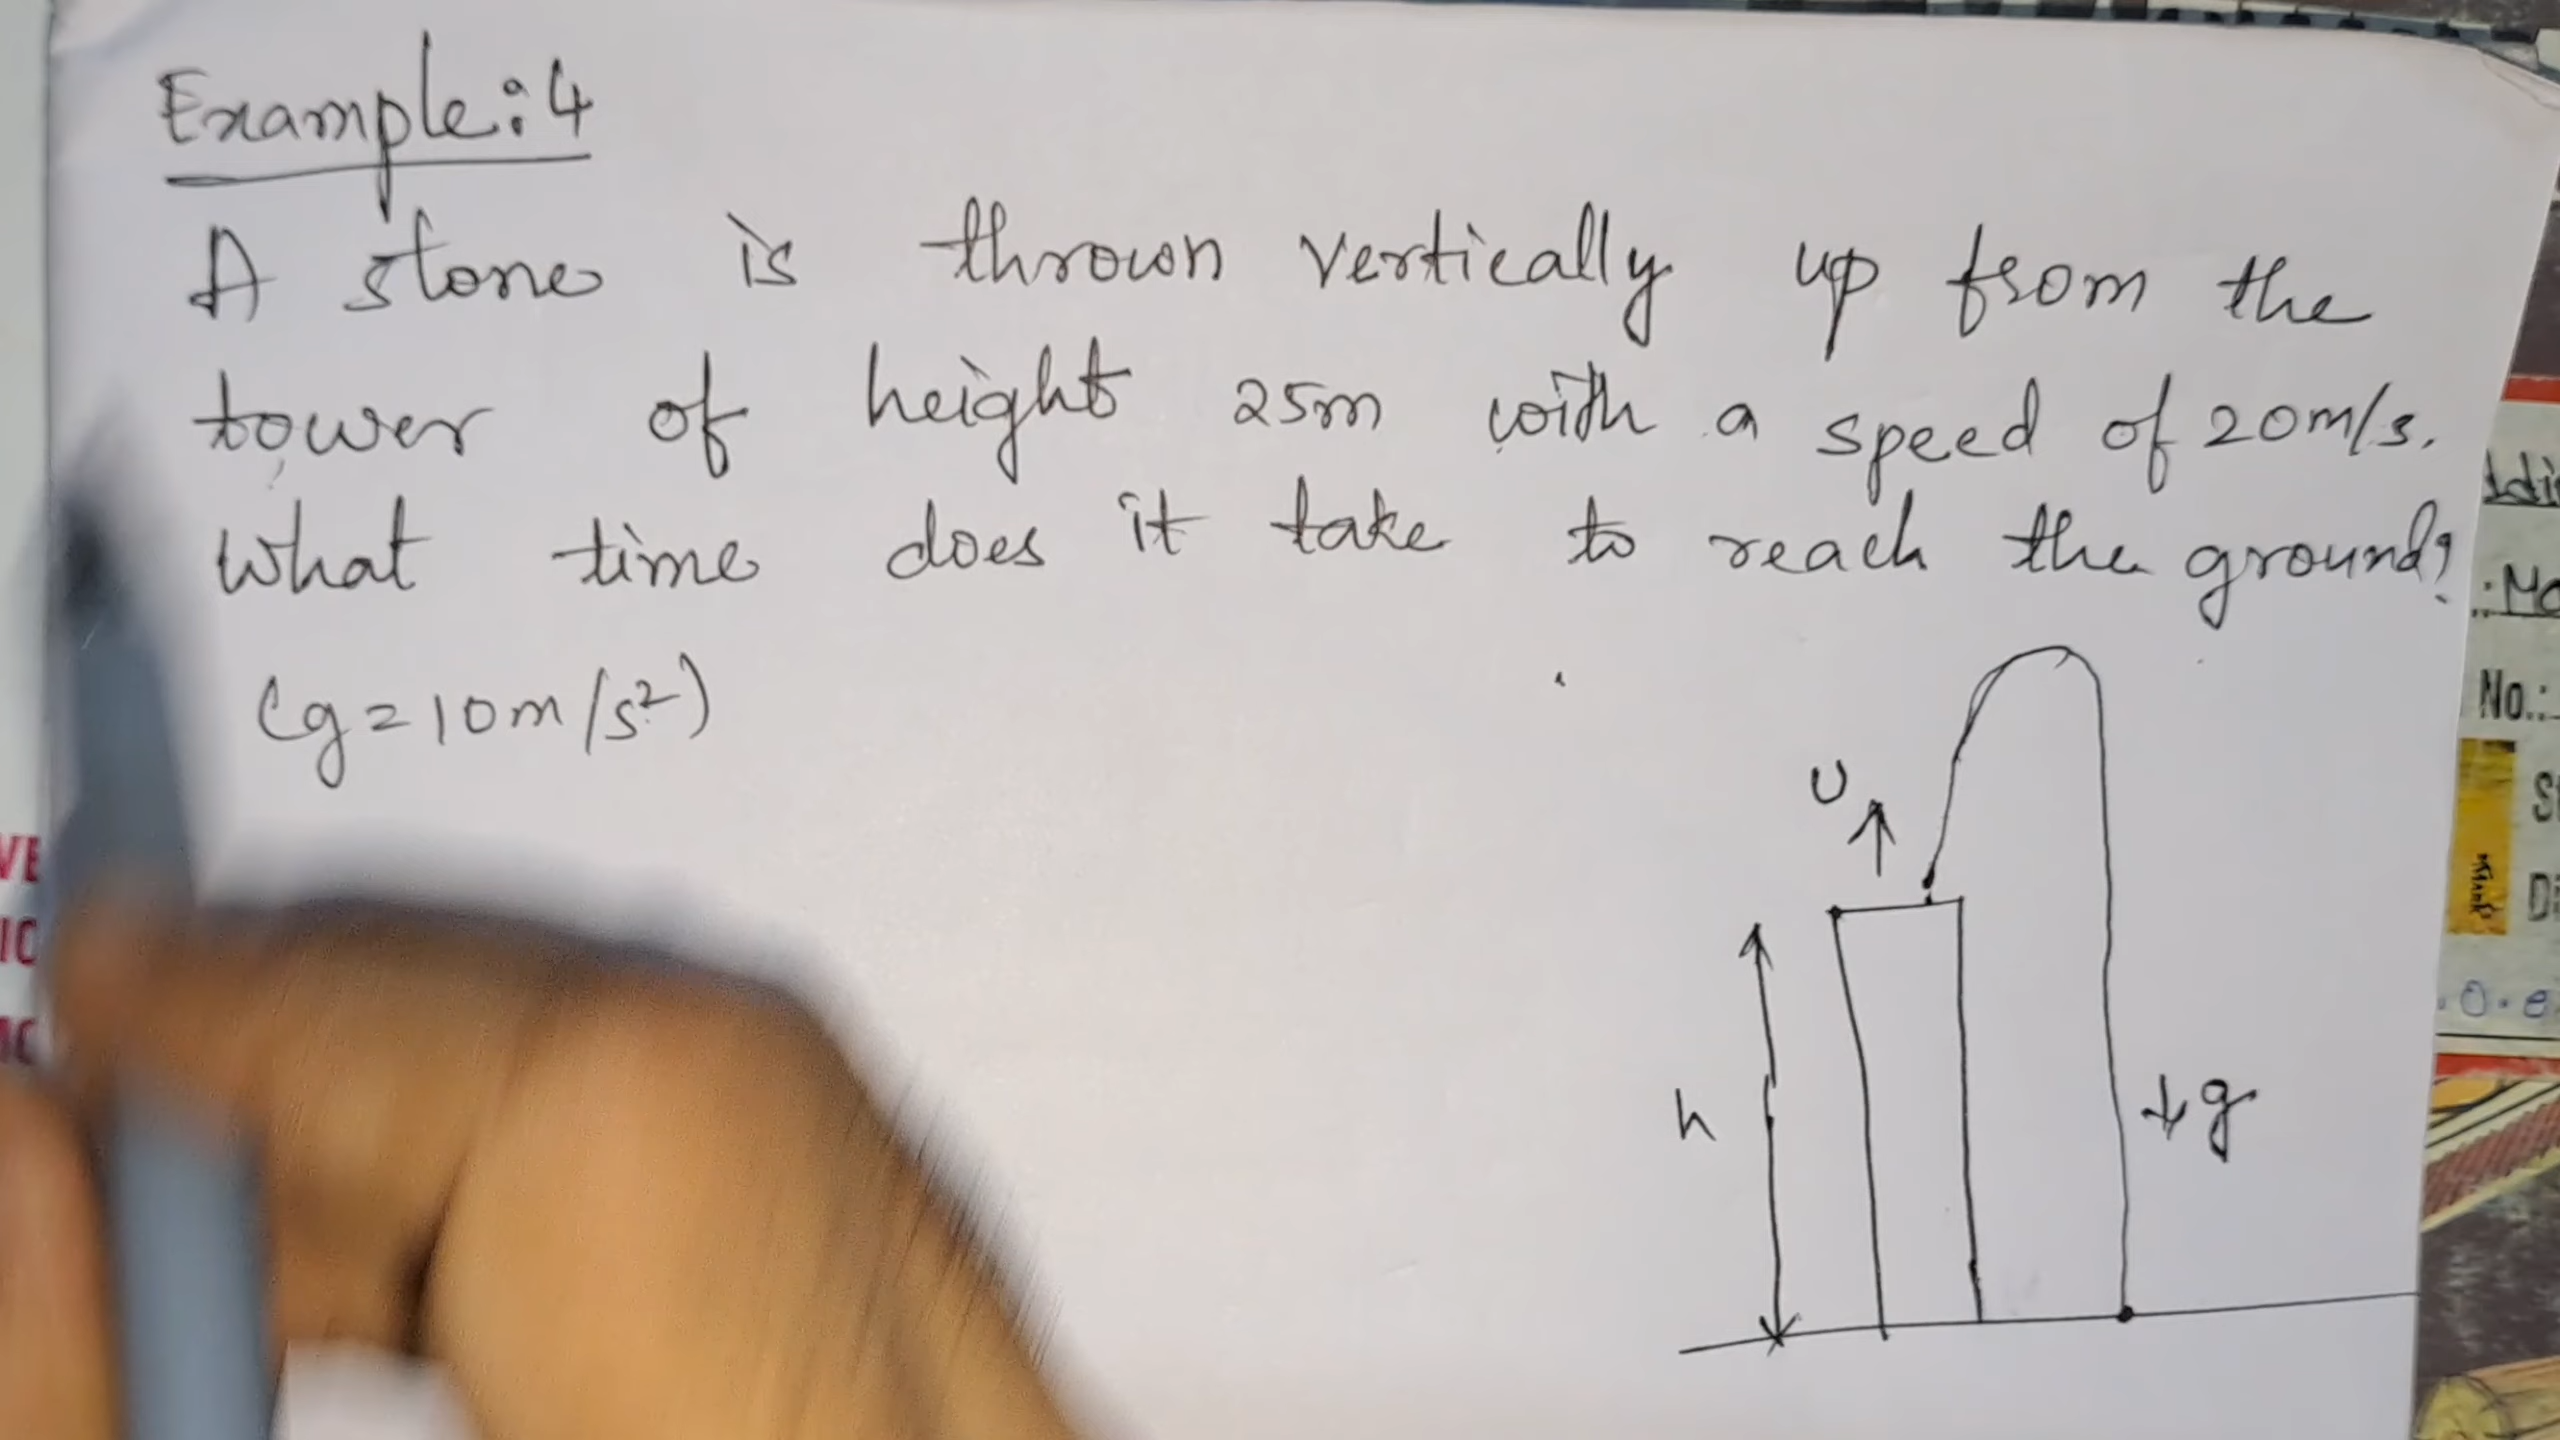 Example: 4
A stone is thrown vertically up from the
tower of height 25m with a speed of 20m/s.
what time does it take to reach the ground?
(g=10m/s²)
U
h
g
No.: